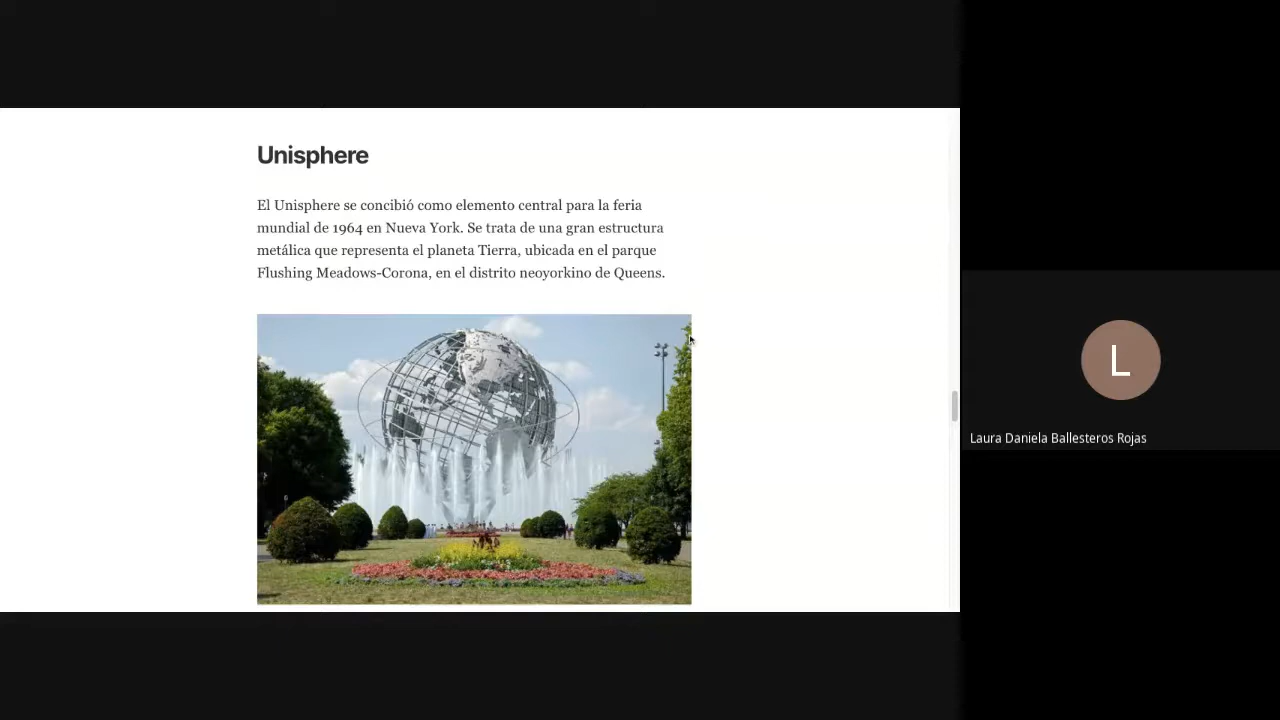 Unisphere
El Unisphere se concibió como elemento central para la feria
mundial de 1964 en Nueva York. Se trata de una gran estructura
metálica que representa el planeta Tierra, ubicada en el parque
Flushing Meadows-Corona, en el distrito neoyorkino de Queens.
L
Laura Daniela Ballesteros Rojas